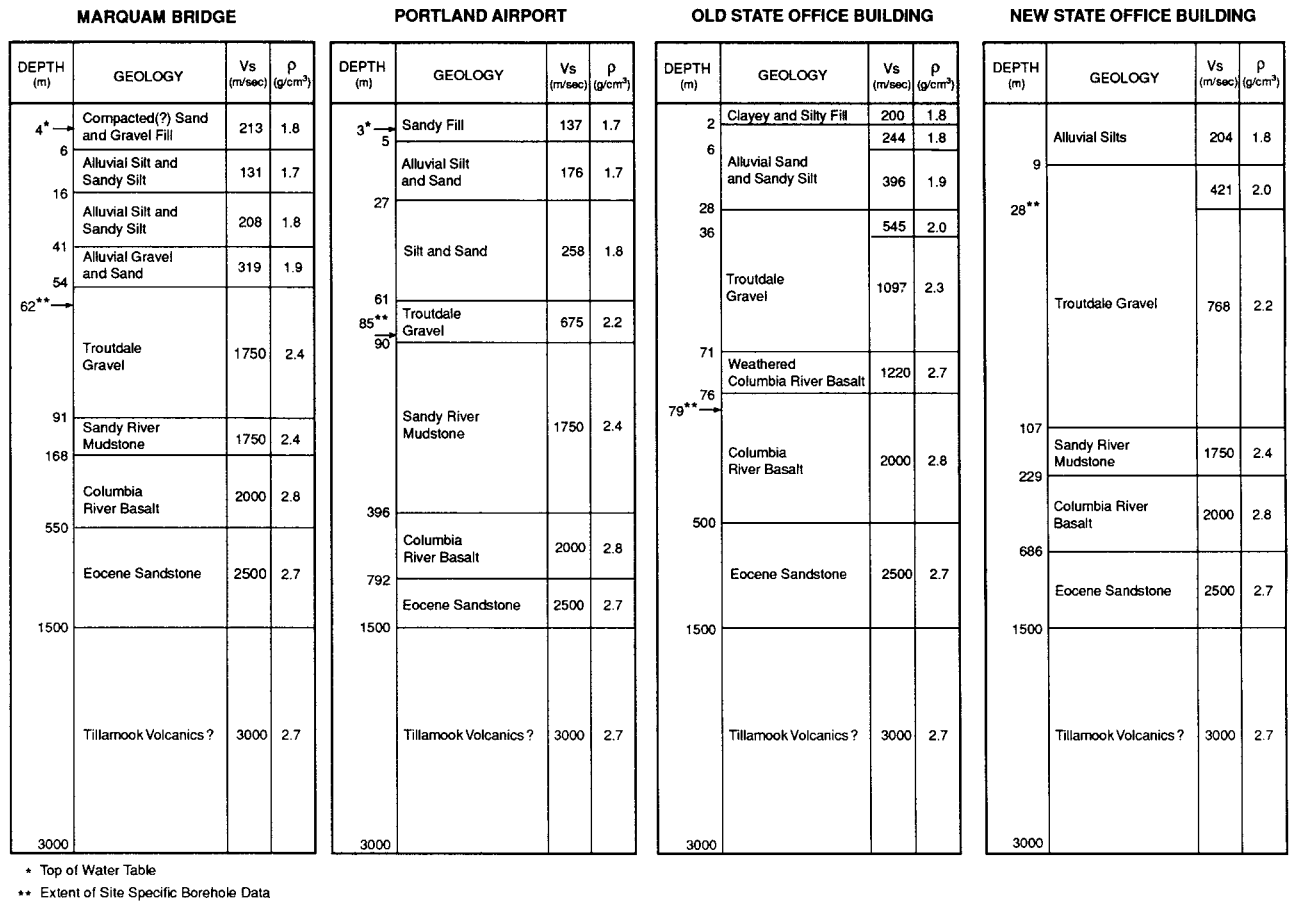 MARQUAM BRIDGE
DEPTH (m) GEOLOGY Vs (m/sec) ρ (g/cm³)
4* Compacted(?) Sand
and Gravel Fill 213 1.8
6
Alluvial Silt and
Sandy Silt 131 1.7
16
Alluvial Silt and
Sandy Silt 208 1.8
41
Alluvial Gravel
and Sand 319 1.9
54
62**
Troutdale
Gravel 1750 2.4
91
Sandy River
Mudstone 1750 2.4
168
Columbia
River Basalt 2000 2.8
550
Eocene Sandstone 2500 2.7
1500
Tillamook Volcanics ? 3000 2.7
3000
PORTLAND AIRPORT
DEPTH (m) GEOLOGY Vs (m/sec) ρ (g/cm³)
3* Sandy Fill 137 1.7
5
Alluvial Silt
and Sand 176 1.7
27
Silt and Sand 258 1.8
61
Troutdale
Gravel 675 2.2
85**
90
Sandy River
Mudstone 1750 2.4
396
Columbia
River Basalt 2000 2.8
792
Eocene Sandstone 2500 2.7
1500
Tillamook Volcanics ? 3000 2.7
3000
OLD STATE OFFICE BUILDING
DEPTH (m) GEOLOGY Vs (m/sec) ρ (g/cm³)
Clayey and Silty Fill 200 1.8
2
244 1.8
6
Alluvial Sand
and Sandy Silt 396 1.9
28
545 2.0
36
Troutdale
Gravel 1097 2.3
71
Weathered
Columbia River Basalt 1220 2.7
76
79**
Columbia
River Basalt 2000 2.8
500
Eocene Sandstone 2500 2.7
1500
Tillamook Volcanics ? 3000 2.7
3000
NEW STATE OFFICE BUILDING
DEPTH (m) GEOLOGY Vs (m/sec) ρ (g/cm³)
Alluvial Silts 204 1.8
9
421 2.0
28**
Troutdale Gravel 768 2.2
107
Sandy River
Mudstone 1750 2.4
229
Columbia River
Basalt 2000 2.8
686
Eocene Sandstone 2500 2.7
1500
Tillamook Volcanics ? 3000 2.7
3000
* Top of Water Table
** Extent of Site Specific Borehole Data